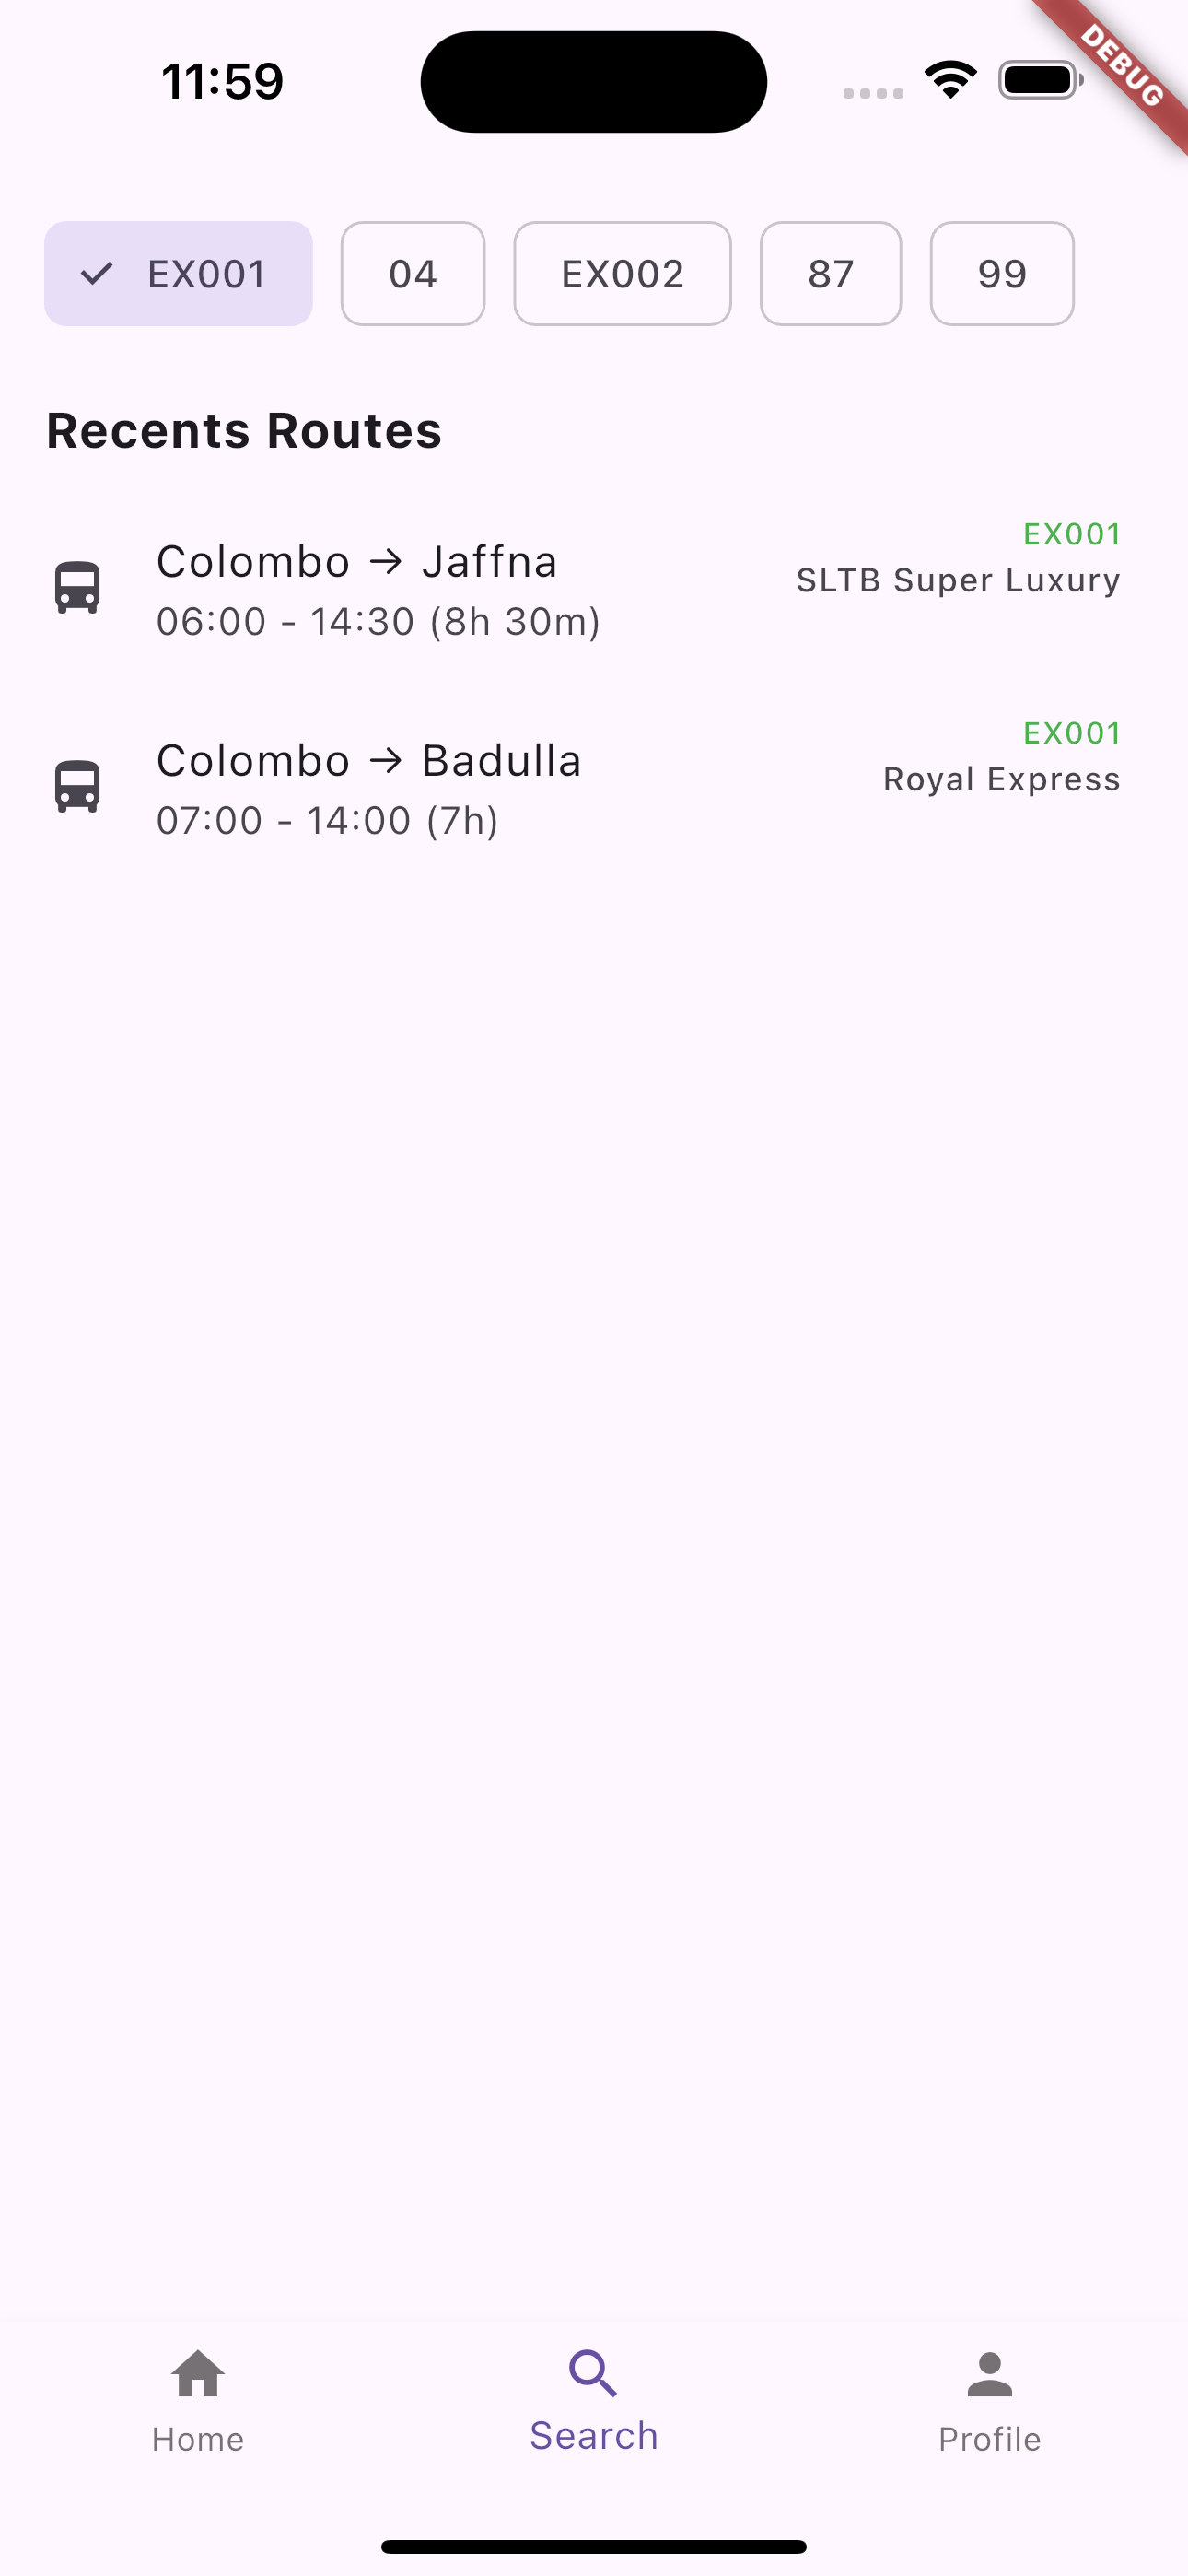 11:59
DEBUG
EX001
04
EX002
87
99
Recents Routes
Colombo → Jaffna
06:00 - 14:30 (8h 30m)
EX001
SLTB Super Luxury
Colombo → Badulla
07:00 - 14:00 (7h)
EX001
Royal Express
Home
Search
Profile